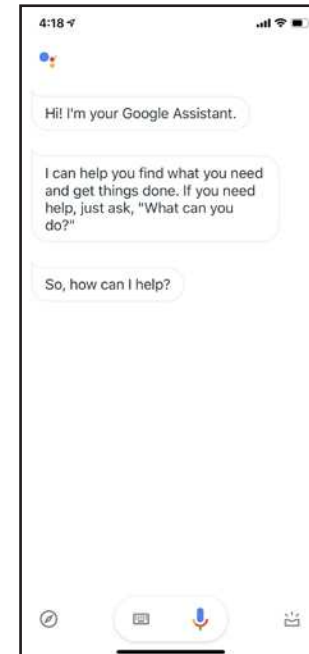 4:18
Hi! I'm your Google Assistant.
I can help you find what you need
and get things done. If you need
help, just ask, "What can you
do?"
So, how can I help?